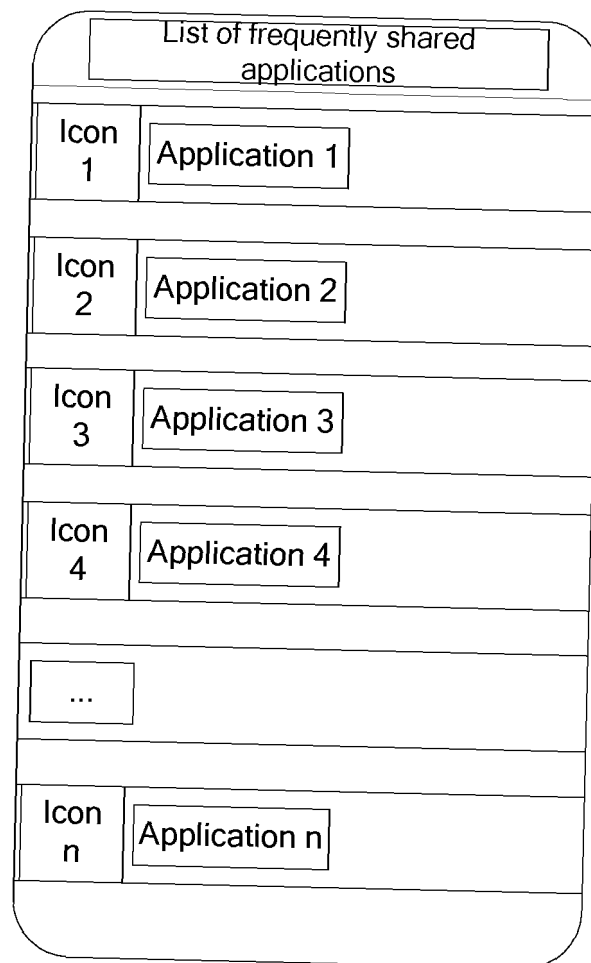 List of frequently shared
applications
Icon
1
Application 1
Icon
2
Application 2
Icon
3
Application 3
Icon
4
Application 4
...
Icon
n
Application n